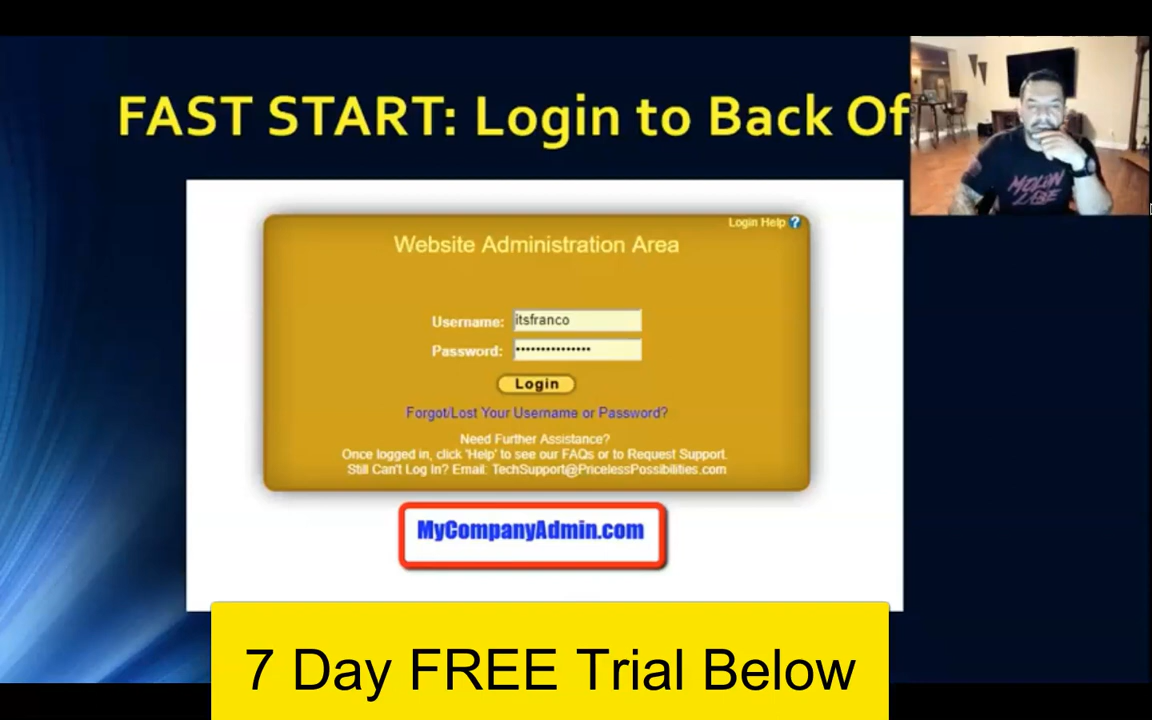 FAST START: Login to Back Of
MOLON
LABE
Login Help ?
Website Administration Area
Username: itsfranco
Password: •••••••••••••••
Login
Forgot/Lost Your Username or Password?
Need Further Assistance?
Once logged in, click 'Help' to see our FAQs or to Request Support.
Still Can't Log In? Email: TechSupport@PricelessPossibilities.com
MyCompanyAdmin.com
7 Day FREE Trial Below